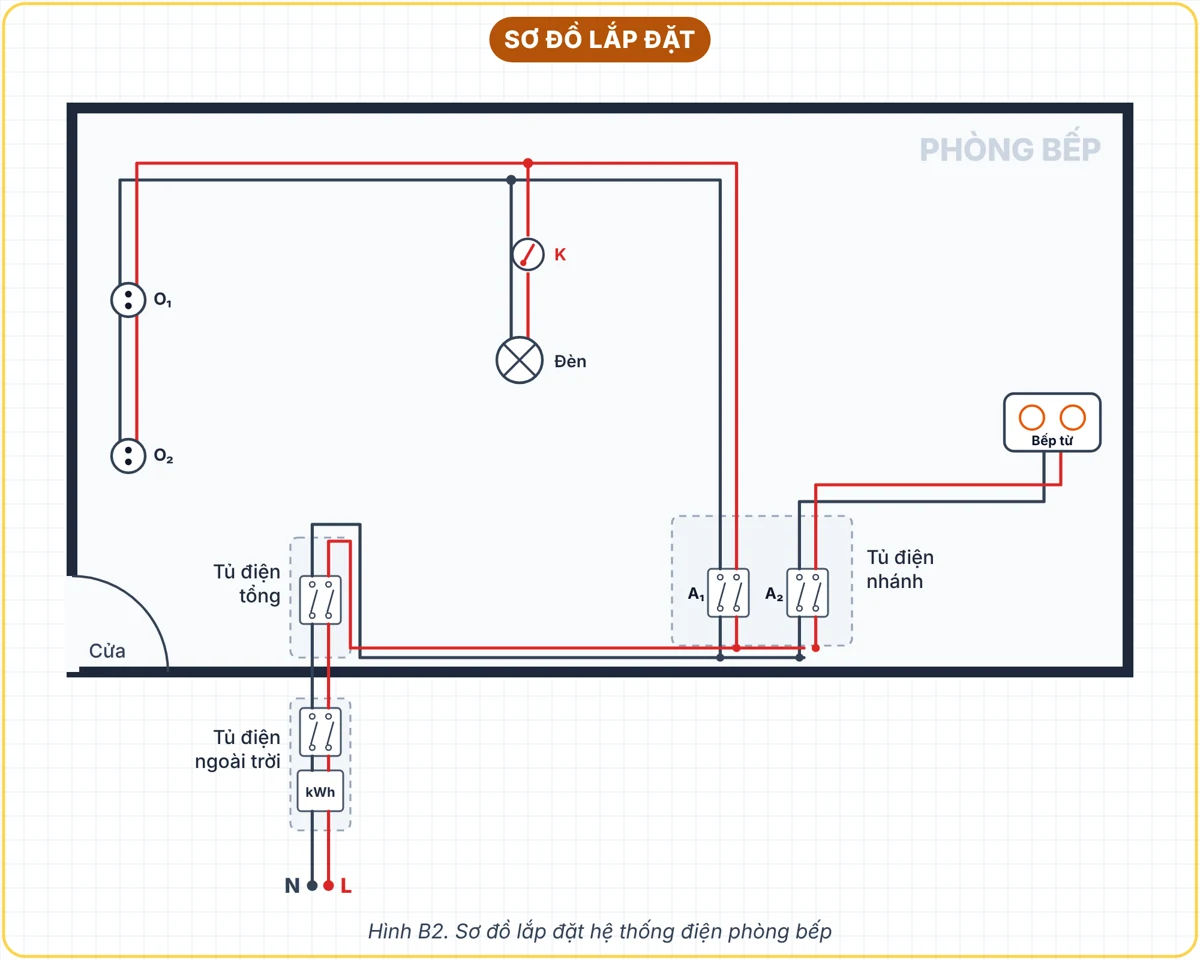 SƠ ĐỒ LẮP ĐẶT
PHÒNG BẾP
K
O₁
Đèn
Bếp từ
O₂
Tủ điện
tổng
A₁
A₂
Tủ điện
nhánh
Cửa
Tủ điện
ngoài trời
kWh
N
L
Hình B2. Sơ đồ lắp đặt hệ thống điện phòng bếp